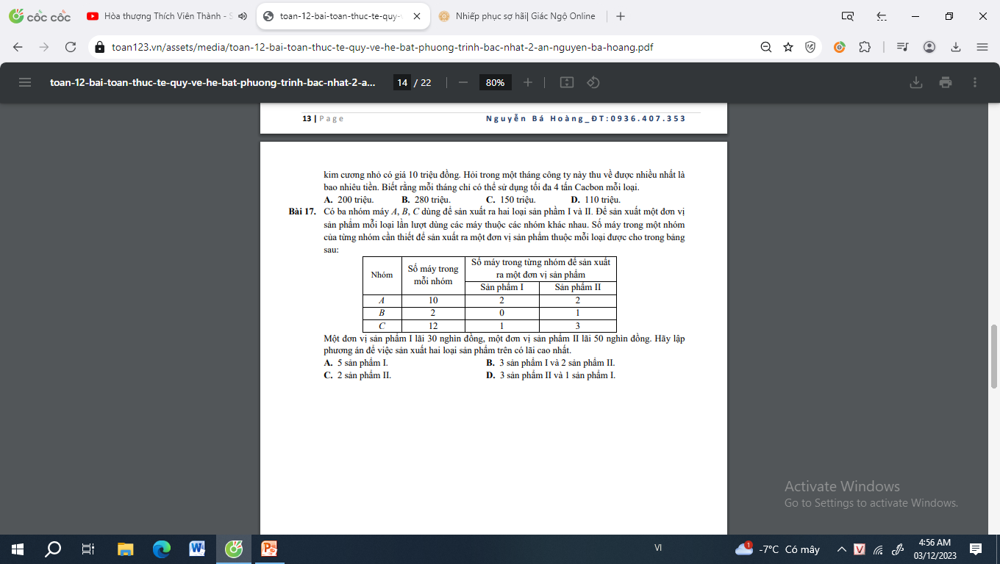 cốc cốc
Hòa thượng Thích Viên Thành - S
toan-12-bai-toan-thuc-te-quy-v
Nhiếp phục sợ hãi| Giác Ngộ Online
toan123.vn/assets/media/toan-12-bai-toan-thuc-te-quy-ve-he-bat-phuong-trinh-bac-nhat-2-an-nguyen-ba-hoang.pdf
toan-12-bai-toan-thuc-te-quy-ve-he-bat-phuong-trinh-bac-nhat-2-a...
14 / 22
80%
13 | Page
Nguyễn Bá Hoàng_ĐT:0936.407.353
kim cương nhỏ có giá 10 triệu đồng. Hỏi trong một tháng công ty này thu về được nhiều nhất là
bao nhiêu tiền. Biết rằng mỗi tháng chỉ có thể sử dụng tối đa 4 tấn Cacbon mỗi loại.
A. 200 triệu. B. 280 triệu. C. 150 triệu. D. 110 triệu.
Bài 17. Có ba nhóm máy A, B, C dùng để sản xuất ra hai loại sản phẩm I và II. Để sản xuất một đơn vị
sản phẩm mỗi loại lần lượt dùng các máy thuộc các nhóm khác nhau. Số máy trong một nhóm
của từng nhóm cần thiết để sản xuất ra một đơn vị sản phẩm thuộc mỗi loại được cho trong bảng
sau:
Nhóm
Số máy trong
mỗi nhóm
Số máy trong từng nhóm để sản xuất
ra một đơn vị sản phẩm
Sản phẩm I
Sản phẩm II
A 10 2 2
B 2 0 1
C 12 1 3
Một đơn vị sản phẩm I lãi 30 nghìn đồng, một đơn vị sản phẩm II lãi 50 nghìn đồng. Hãy lập
phương án để việc sản xuất hai loại sản phẩm trên có lãi cao nhất.
A. 5 sản phẩm I. B. 3 sản phẩm I và 2 sản phẩm II.
C. 2 sản phẩm II. D. 3 sản phẩm II và 1 sản phẩm I.
Activate Windows
Go to Settings to activate Windows.
VI
1
-7°C Có mây
V
4:56 AM
03/12/2023